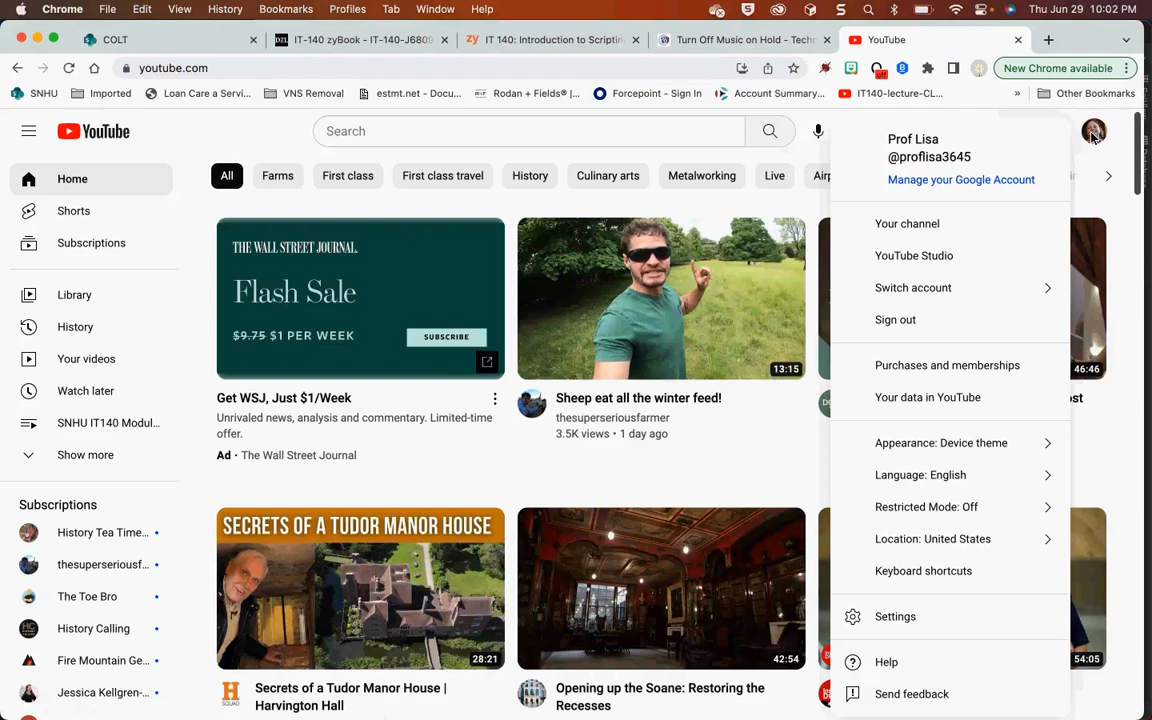 Chrome File Edit View History Bookmarks Profiles Tab Window Help Thu Jun 29 10:02 PM
COLT
IT-140 zyBook - IT-140-J6809
IT 140: Introduction to Scriptin
Turn Off Music on Hold - Techn
YouTube
youtube.com
off
New Chrome available
SNHU
Imported
Loan Care a Servi...
VNS Removal
estmt.net - Docu...
Rodan + Fields® |...
Forcepoint - Sign In
Account Summary...
IT140-lecture-CL...
»
Other Bookmarks
YouTube
Search
Prof Lisa
@proflisa3645
Manage your Google Account
Your channel
YouTube Studio
Switch account
Sign out
Purchases and memberships
Your data in YouTube
Appearance: Device theme
Language: English
Restricted Mode: Off
Location: United States
Keyboard shortcuts
Settings
Help
Send feedback
Home
Shorts
Subscriptions
Library
History
Your videos
Watch later
SNHU IT140 Modul...
Show more
Subscriptions
History Tea Time...
thesuperseriousf...
The Toe Bro
History Calling
Fire Mountain Ge...
Jessica Kellgren-...
All
Farms
First class
First class travel
History
Culinary arts
Metalworking
Live
THE WALL STREET JOURNAL.
Flash Sale
$9.75 $1 PER WEEK
SUBSCRIBE
Get WSJ, Just $1/Week
Unrivaled news, analysis and commentary. Limited-time
offer.
Ad · The Wall Street Journal
13:15
Sheep eat all the winter feed!
thesuperseriousfarmer
3.5K views • 1 day ago
46:46
SECRETS OF A TUDOR MANOR HOUSE
28:21
Secrets of a Tudor Manor House |
Harvington Hall
42:54
Opening up the Soane: Restoring the
Recesses
54:05